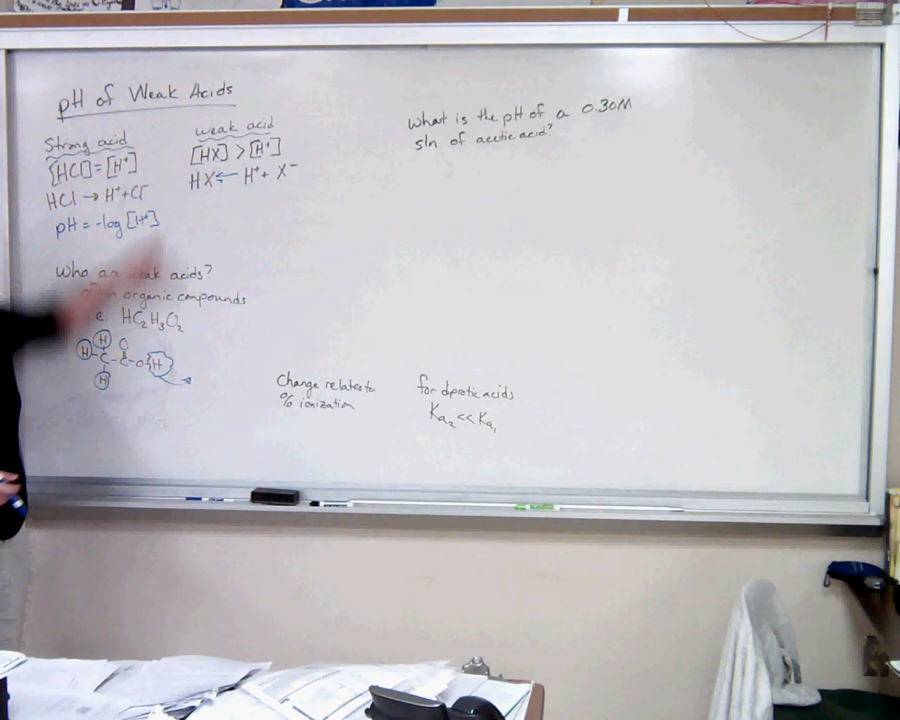 pH of Weak Acids
Strong acid
[HCl] = [H⁺]
HCl → H⁺ + Cl⁻
pH = -log [H⁺]
weak acid
[HX] > [H⁺]
HX ⇐ H⁺ + X⁻
Who weak acids?
organic compounds
e. HC₂H₃O₂
H O
H - C - C - O - H
H
Change relates to
% ionization
for diprotic acids
Ka₂ << Ka₁
What is the pH of a 0.30M
sln of acetic acid?